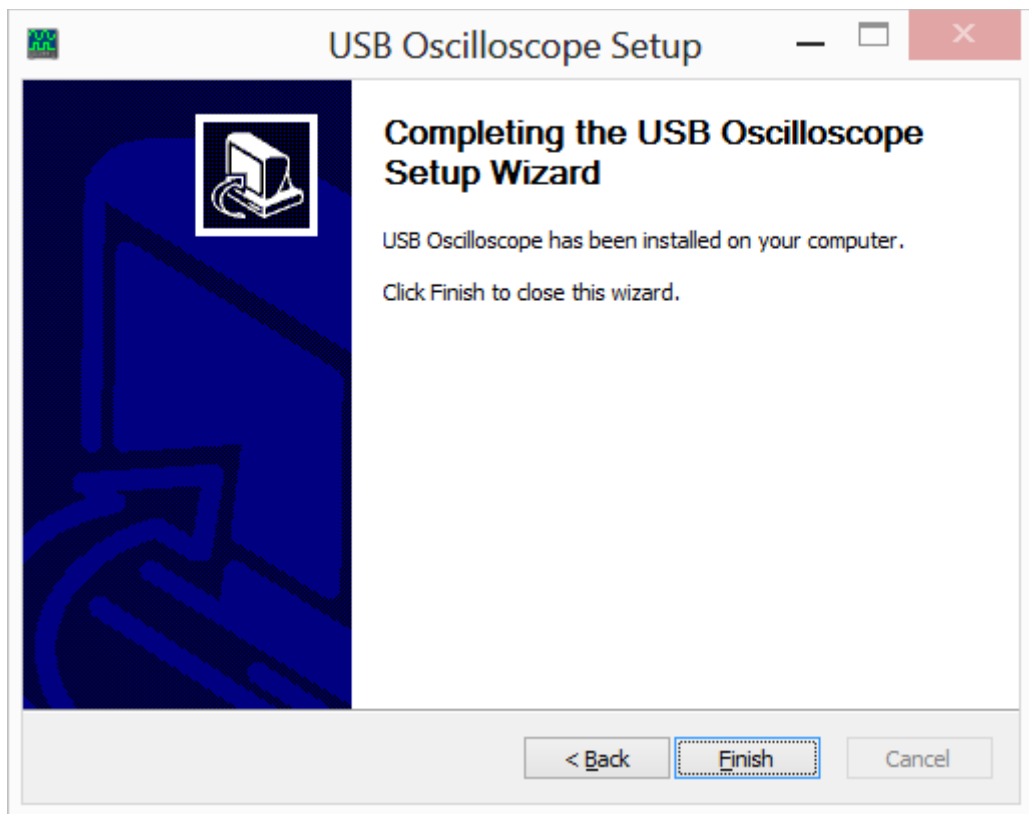 USB Oscilloscope Setup
Completing the USB Oscilloscope
Setup Wizard
USB Oscilloscope has been installed on your computer.
Click Finish to close this wizard.
< Back
Finish
Cancel